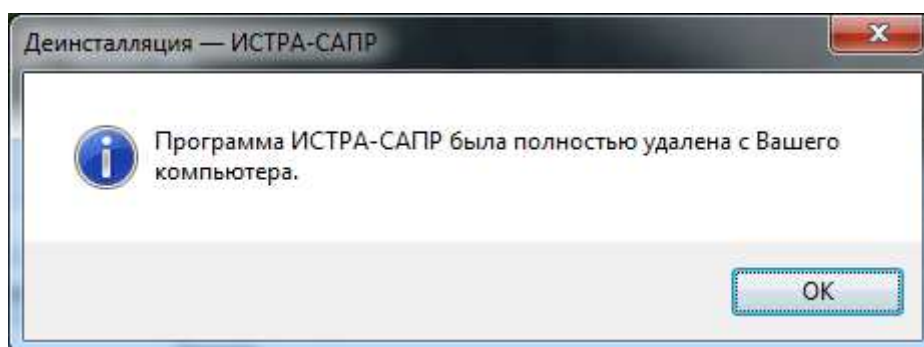 Деинсталляция — ИСТРА-САПР
Программа ИСТРА-САПР была полностью удалена с Вашего
компьютера.
OK